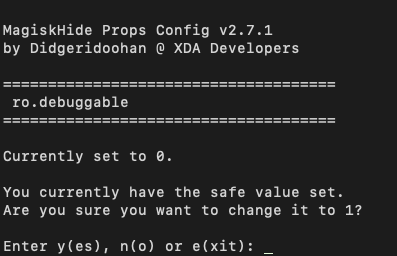 MagiskHide Props Config v2.7.1
by Didgeridoohan @ XDA Developers
=====================================
ro.debuggable
=====================================
Currently set to 0.
You currently have the safe value set.
Are you sure you want to change it to 1?
Enter y(es), n(o) or e(xit): _